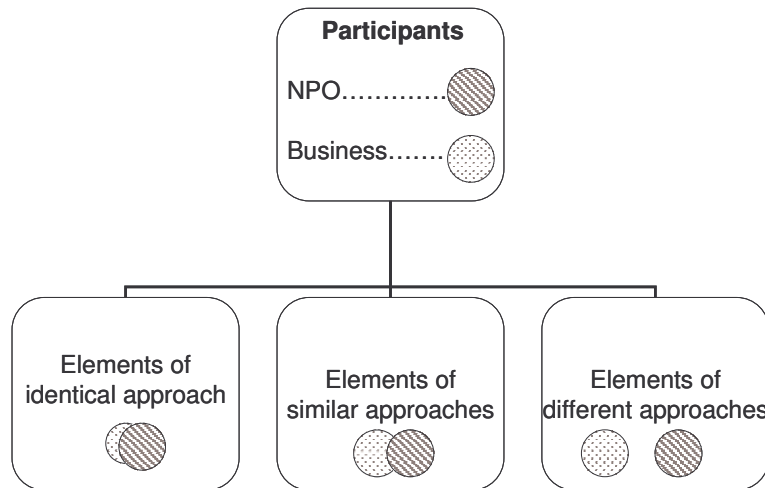 Participants
NPO.............
Business.......
Elements of
identical approach
Elements of
similar approaches
Elements of
different approaches